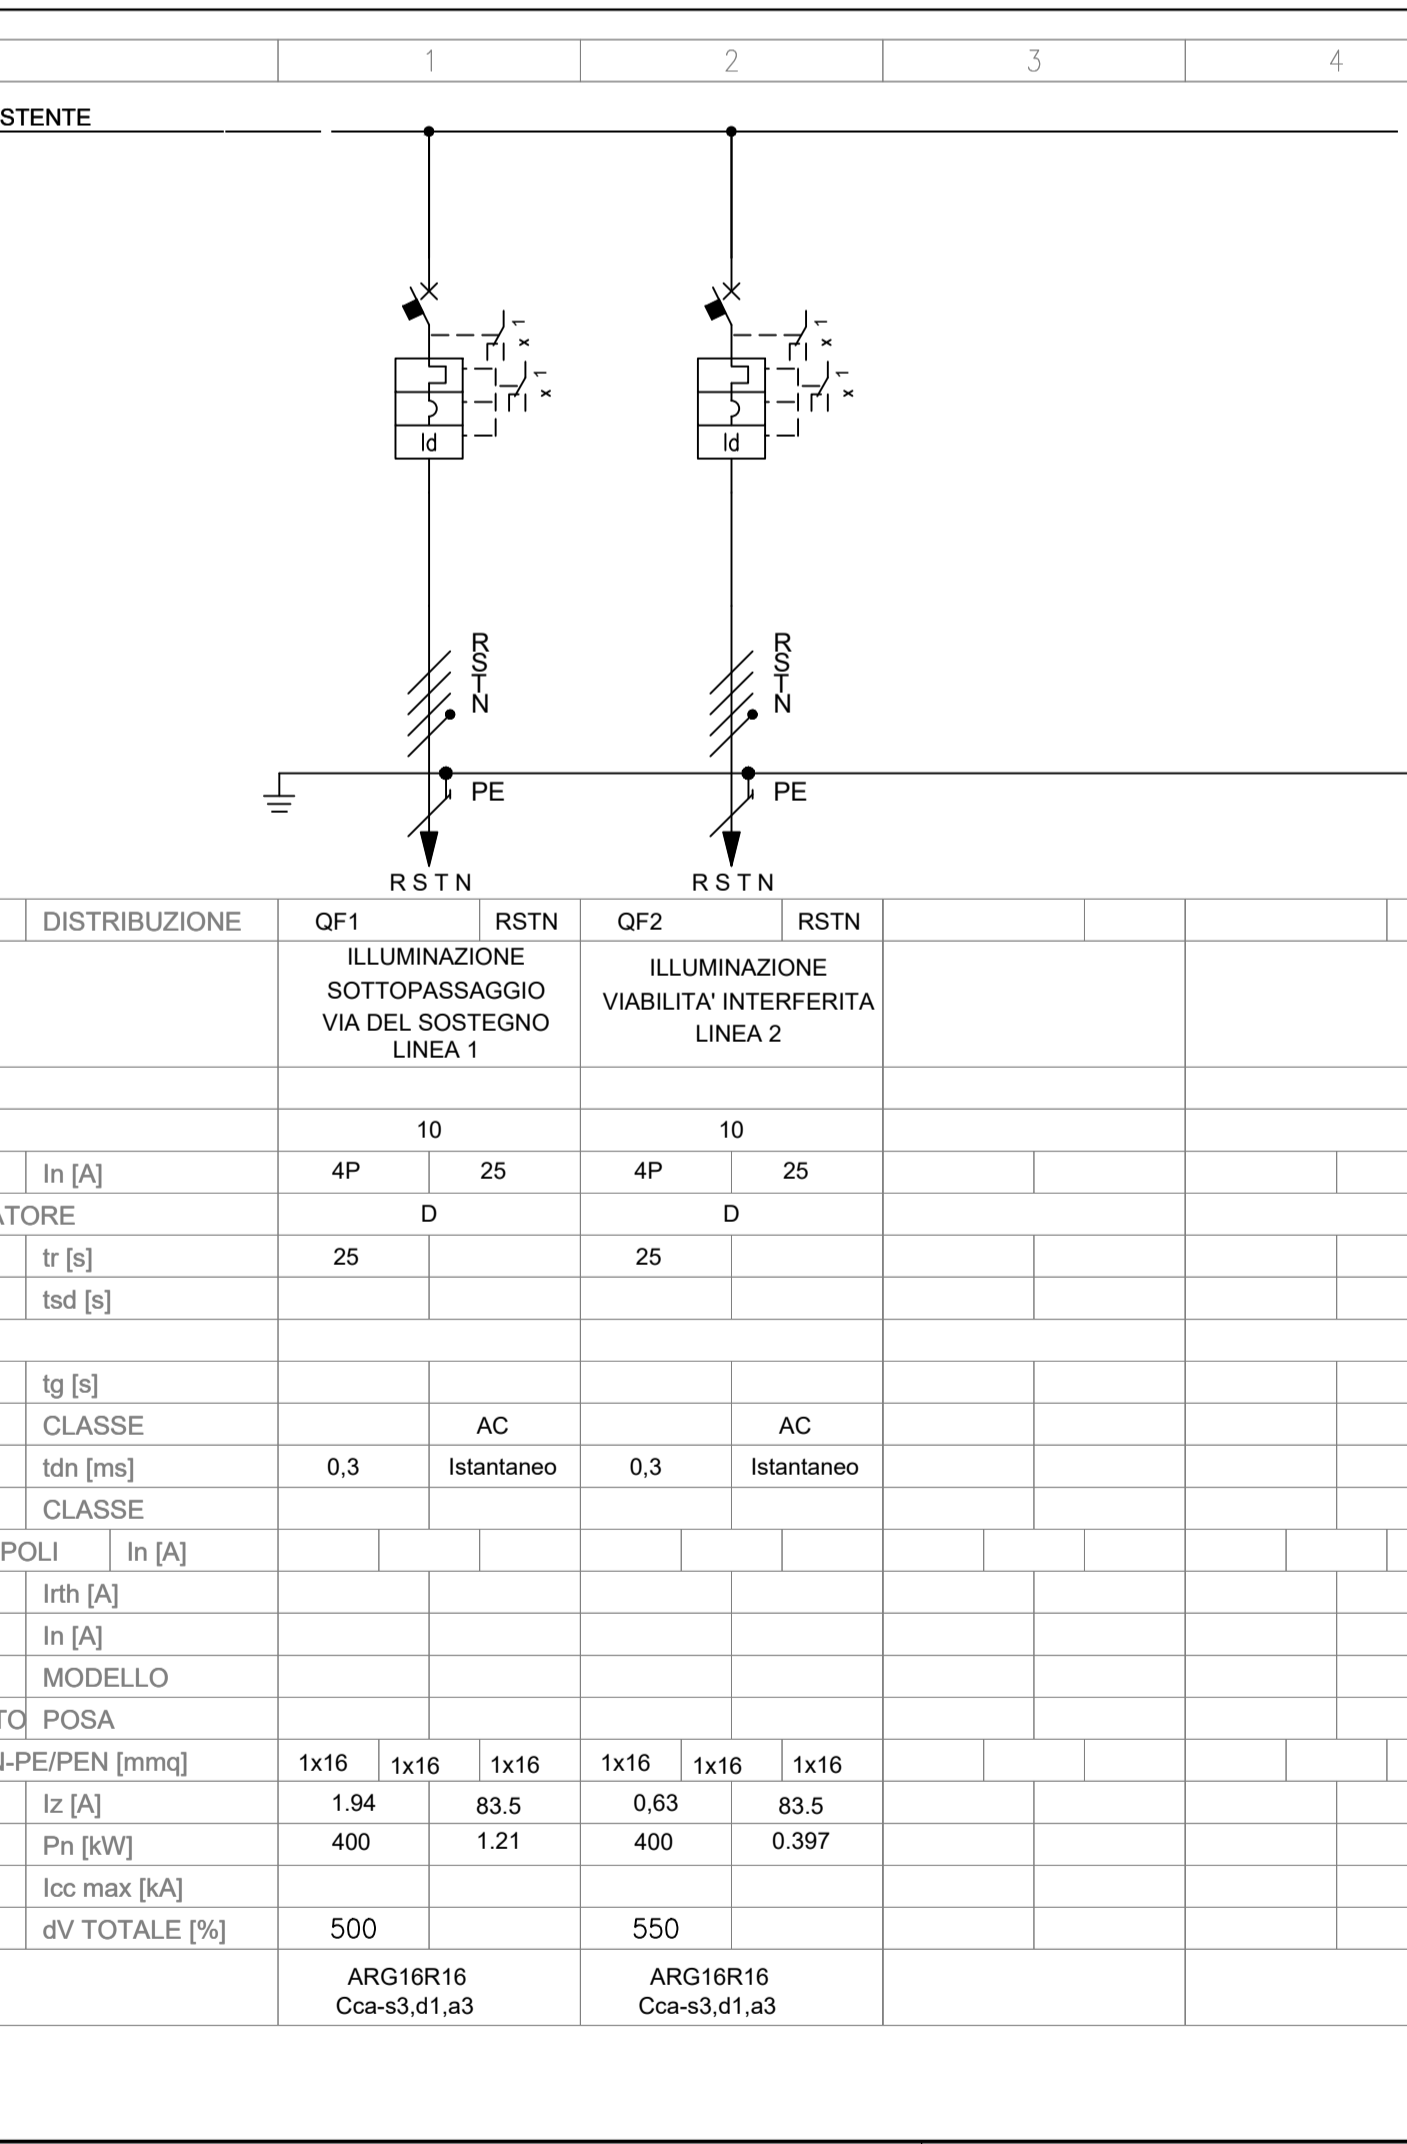 1 2 3 4
STENTE
x 1 x 1
x 1 x 1
Id Id
R R
S S
T T
N N
PE PE
R S T N R S T N
DISTRIBUZIONE QF1 RSTN QF2 RSTN
ILLUMINAZIONE
SOTTOPASSAGGIO
VIA DEL SOSTEGNO
LINEA 1
ILLUMINAZIONE
VIABILITA' INTERFERITA
LINEA 2
10 10
In [A] 4P 25 4P 25
ATORE D D
tr [s] 25 25
tsd [s]
tg [s]
CLASSE AC AC
tdn [ms] 0,3 Istantaneo 0,3 Istantaneo
CLASSE
POLI In [A]
Irth [A]
In [A]
MODELLO
TO POSA
N-PE/PEN [mmq] 1x16 1x16 1x16 1x16 1x16 1x16
Iz [A] 1.94 83.5 0,63 83.5
Pn [kW] 400 1.21 400 0.397
Icc max [kA]
dV TOTALE [%] 500 550
ARG16R16 ARG16R16
Cca-s3,d1,a3 Cca-s3,d1,a3